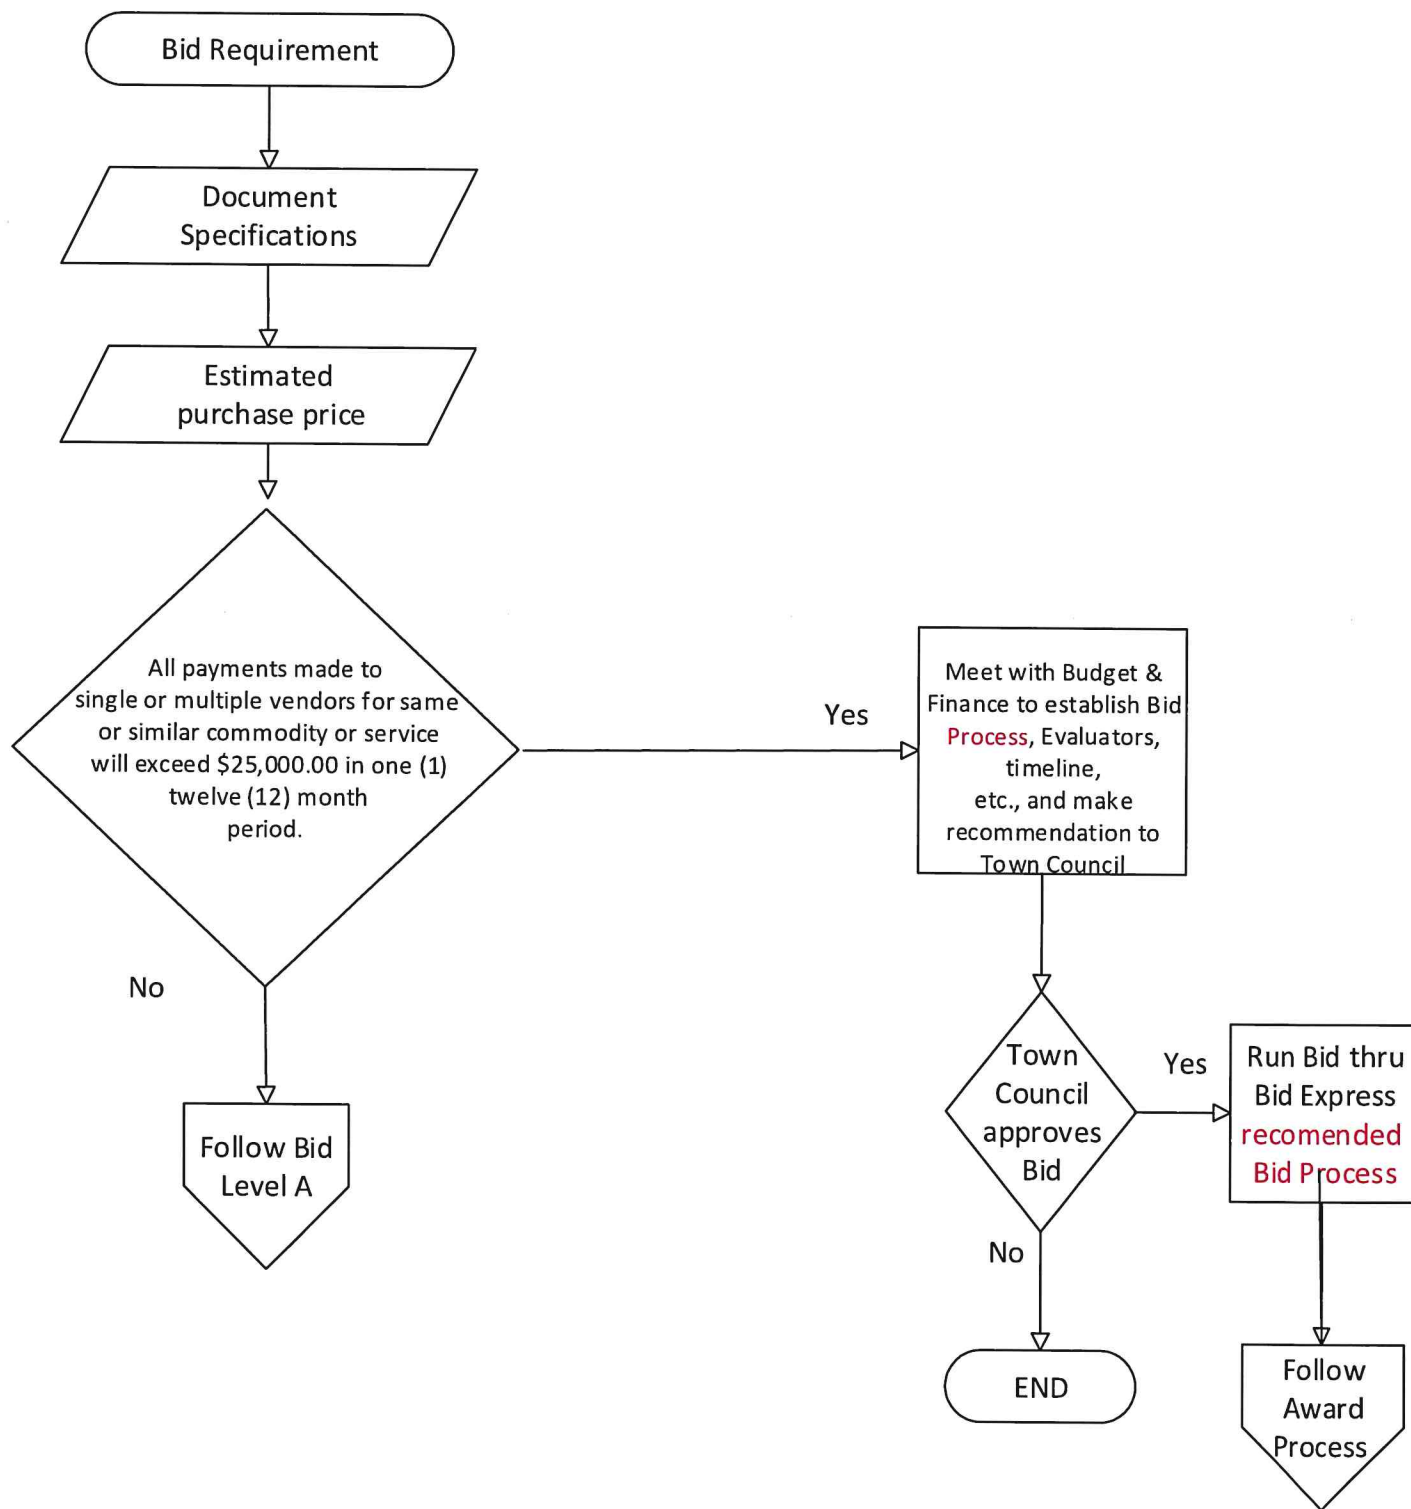 Bid Requirement
Document
Specifications
Estimated
purchase price
All payments made to
single or multiple vendors for same
or similar commodity or service
will exceed $25,000.00 in one (1)
twelve (12) month
period.
Yes
Meet with Budget &
Finance to establish Bid
Process, Evaluators,
timeline,
etc., and make
recommendation to
Town Council
No
Follow Bid
Level A
Town
Council
approves
Bid
Yes
Run Bid thru
Bid Express
recomended
Bid Process
No
END
Follow
Award
Process